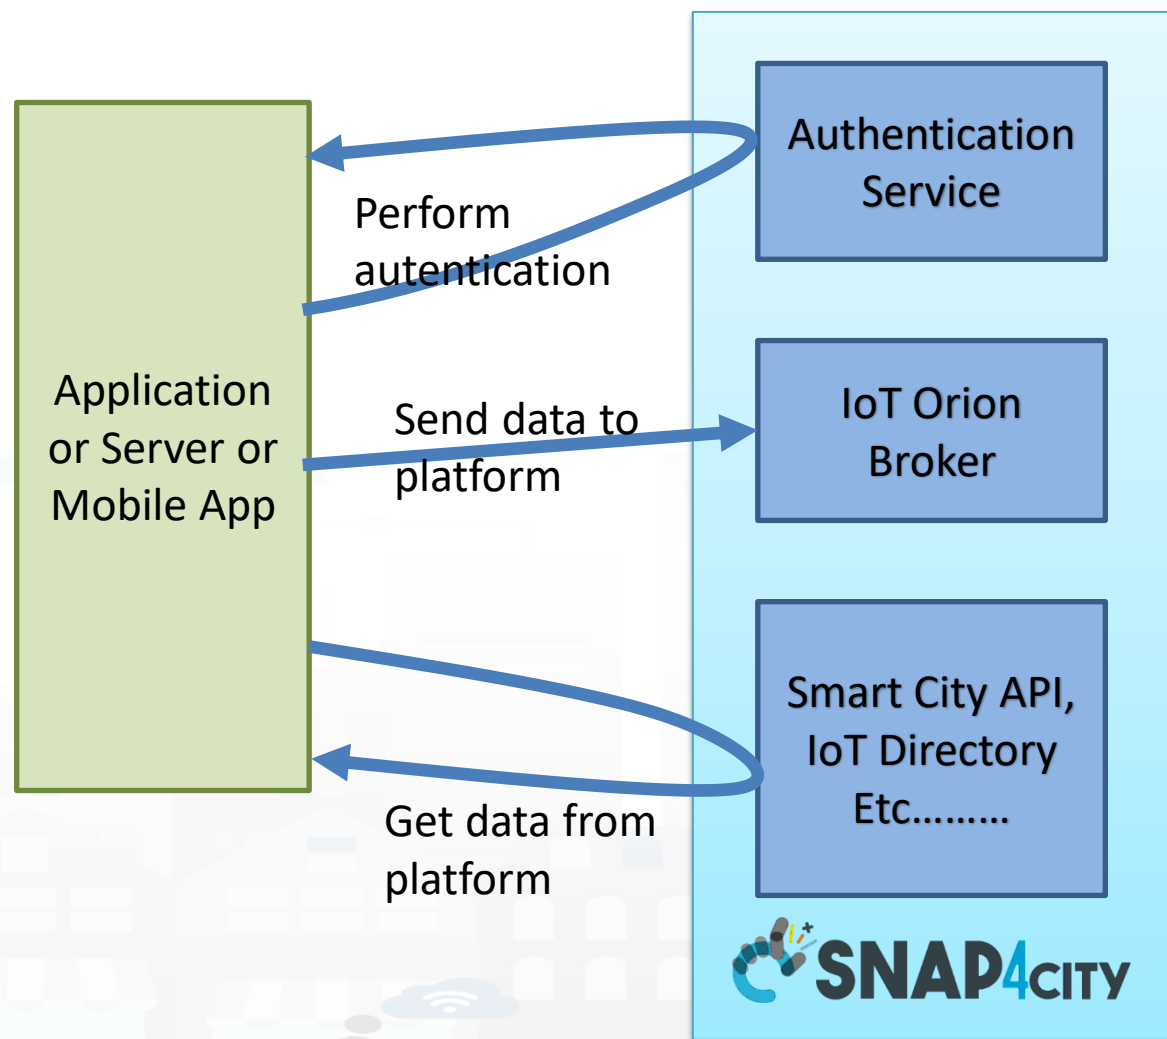 Application
or Server or
Mobile App
Perform
autentication
Send data to
platform
Get data from
platform
Authentication
Service
IoT Orion
Broker
Smart City API,
IoT Directory
Etc.........
SNAP4CITY